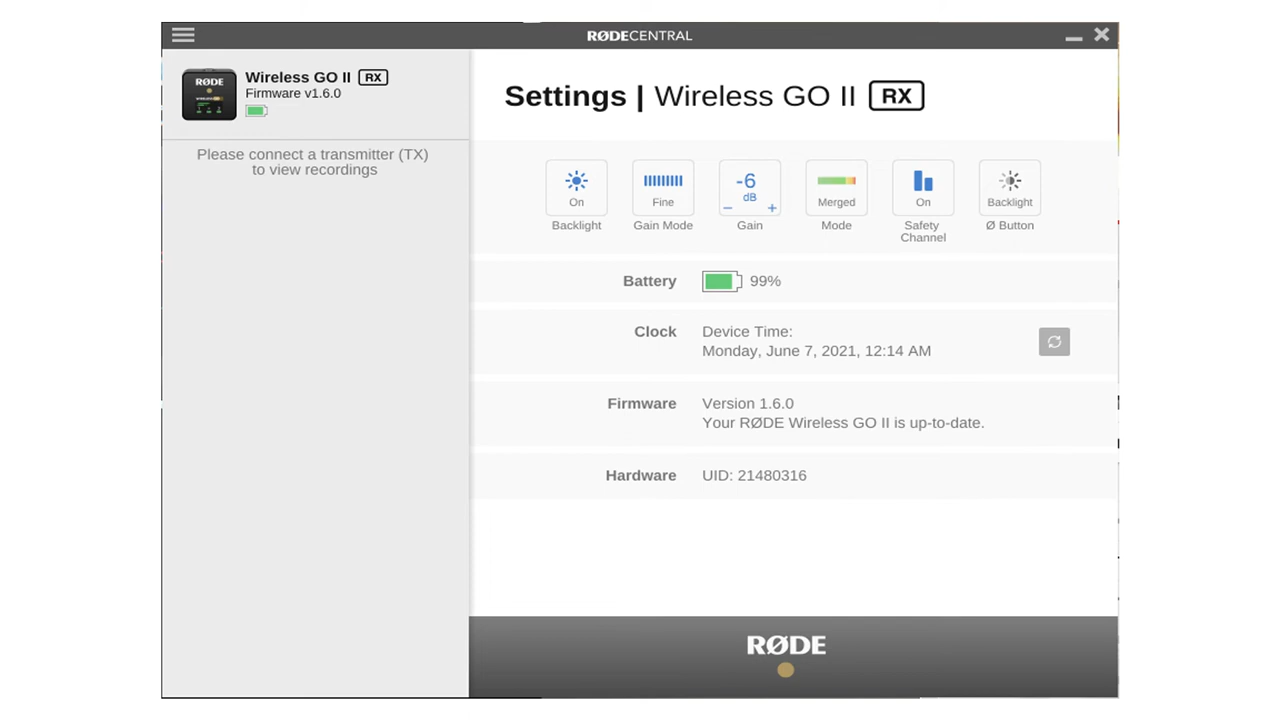 RØDECENTRAL
Wireless GO II RX
Firmware v1.6.0
Please connect a transmitter (TX)
to view recordings
RØDE
Settings | Wireless GO II RX
On
Backlight
Fine
Gain Mode
-6
dB
− +
Gain
Merged
Mode
On
Safety
Channel
Backlight
Ø Button
Battery 99%
Clock Device Time:
Monday, June 7, 2021, 12:14 AM
Firmware Version 1.6.0
Your RØDE Wireless GO II is up-to-date.
Hardware UID: 21480316
RØDE